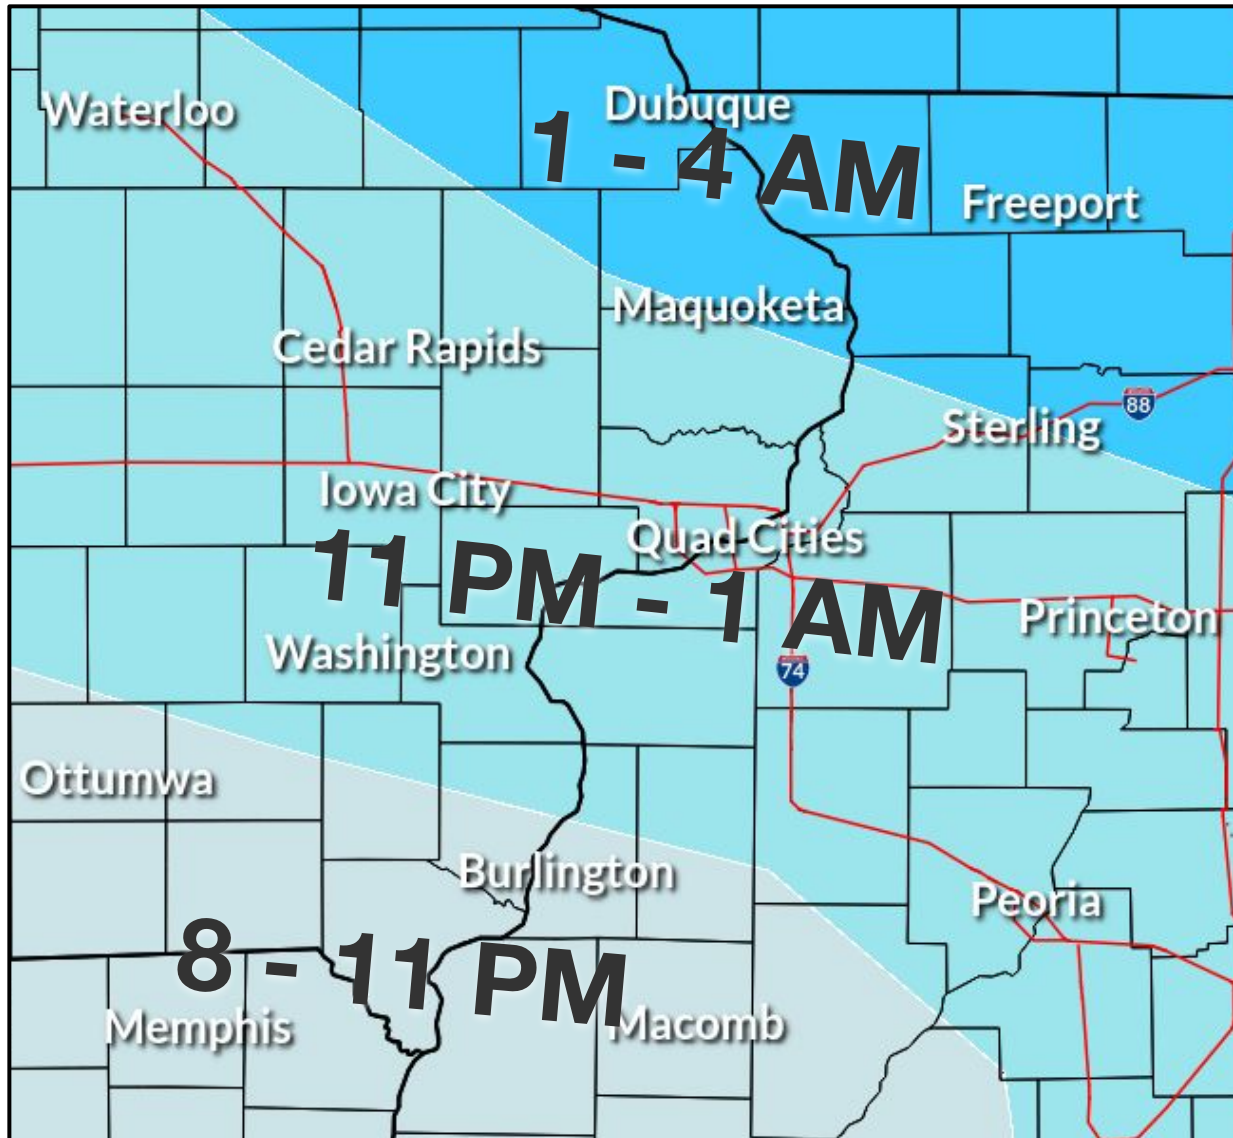 Waterloo
Dubuque
1 - 4 AM
Freeport
Maquoketa
Cedar Rapids
88
Sterling
Iowa City
Quad Cities
11 PM - 1 AM
Princeton
Washington
74
Ottumwa
Burlington
Peoria
8 - 11 PM
Memphis
Macomb